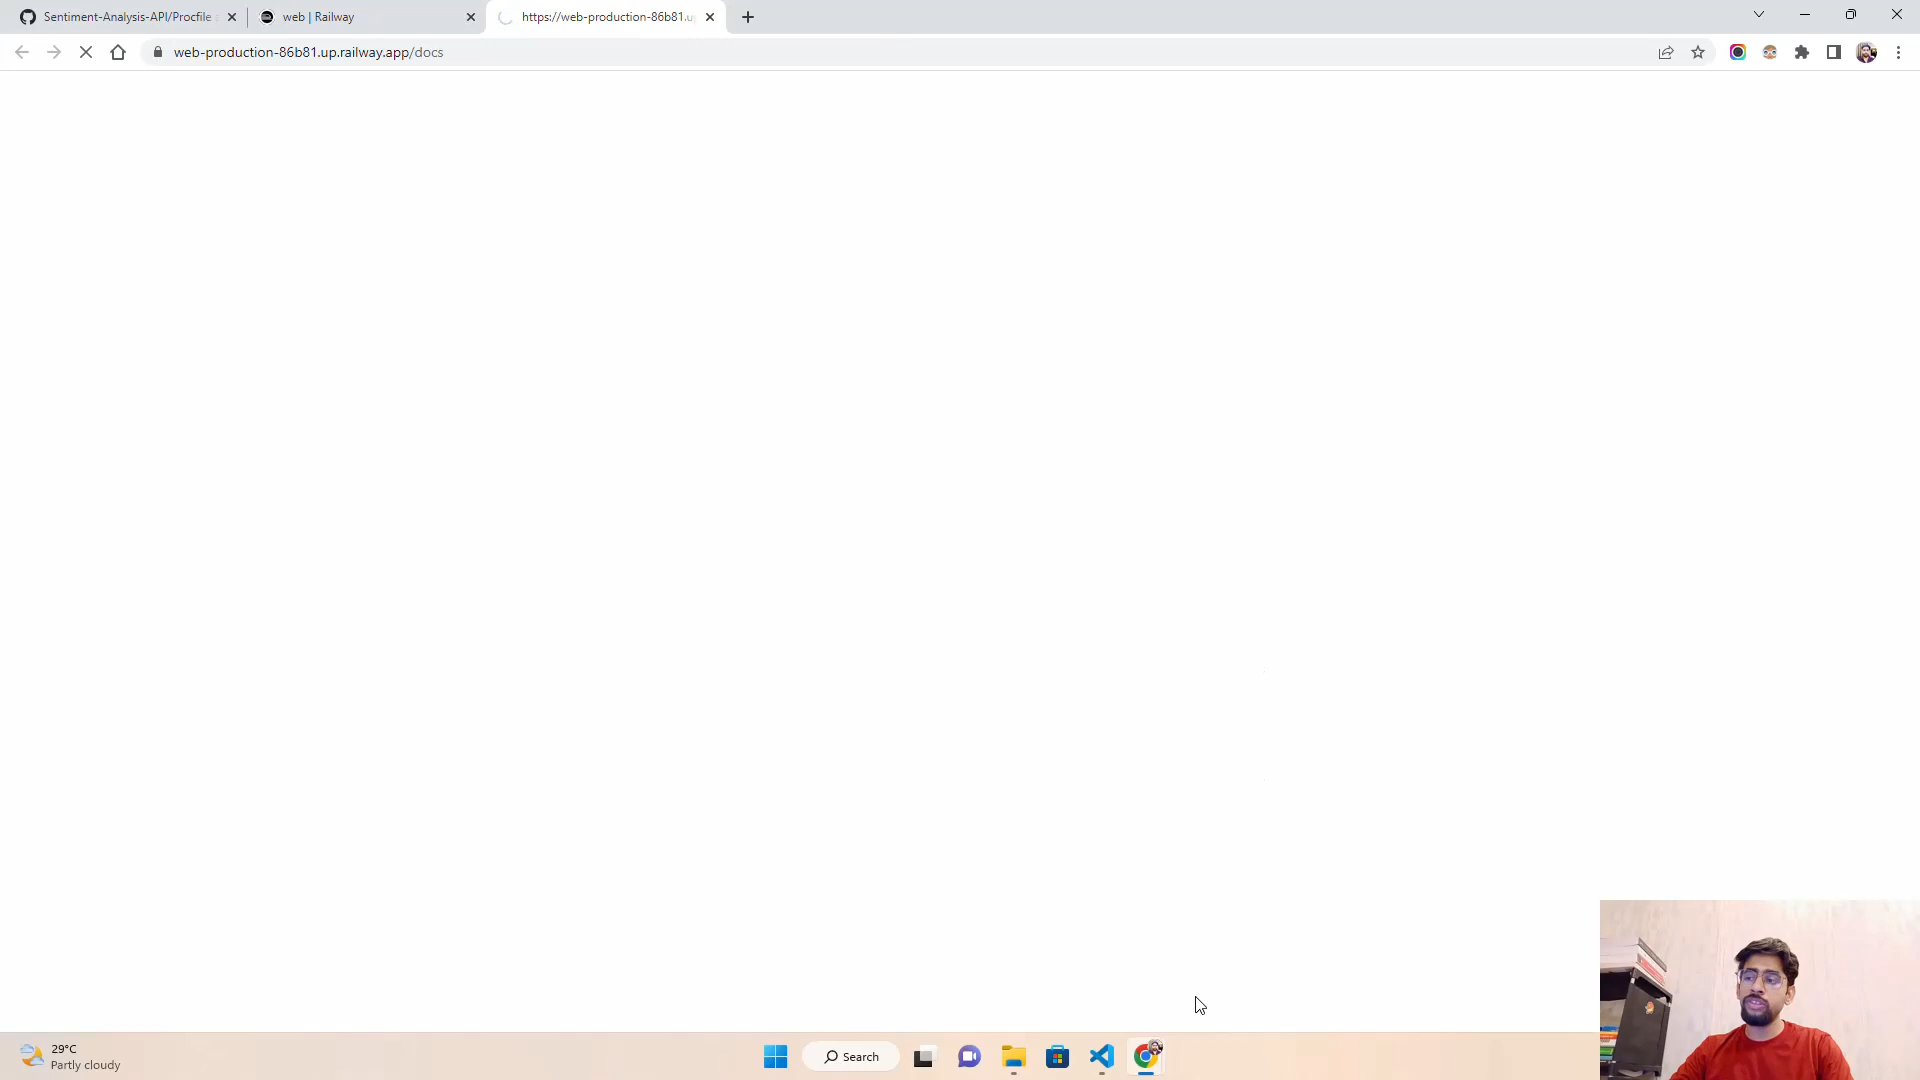 Sentiment-Analysis-API/Procfile
web | Railway
https://web-production-86b81.u
web-production-86b81.up.railway.app/docs
29°C
Partly cloudy
Search